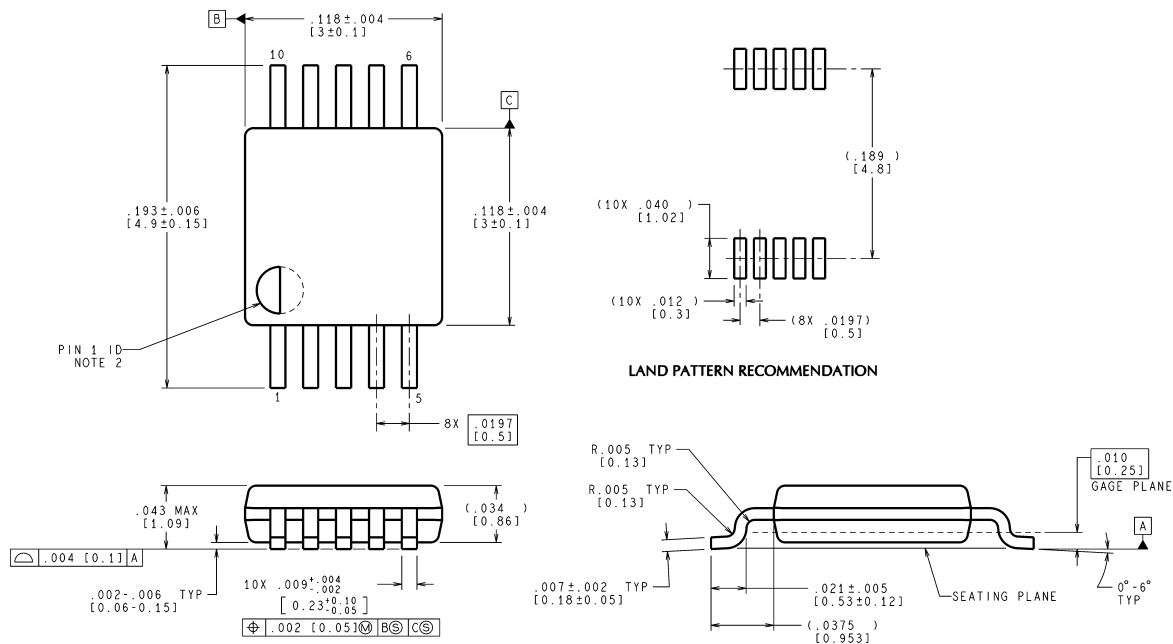 B
.118±.004
[3±0.1]
10
6
C
.193±.006
[4.9±0.15]
.118±.004
[3±0.1]
PIN 1 ID
NOTE 2
1
5
8X .0197
[0.5]
(.189 )
[4.8]
(10X .040 )
[1.02]
(10X .012 )
[0.3]
(8X .0197)
[0.5]
LAND PATTERN RECOMMENDATION
.043 MAX
[1.09]
(.034 )
[0.86]
⌓ .004 [0.1] A
.002-.006 TYP
[0.06-0.15]
10X .009 +.004 -.002
[ 0.23 +0.10 -0.05 ]
⌖ .002 [0.05]Ⓜ BⓈ CⓈ
R.005 TYP
[0.13]
R.005 TYP
[0.13]
.010
[0.25]
GAGE PLANE
A
.007±.002 TYP
[0.18±0.05]
.021±.005
[0.53±0.12]
SEATING PLANE
0°-6°
TYP
(.0375 )
[0.953]